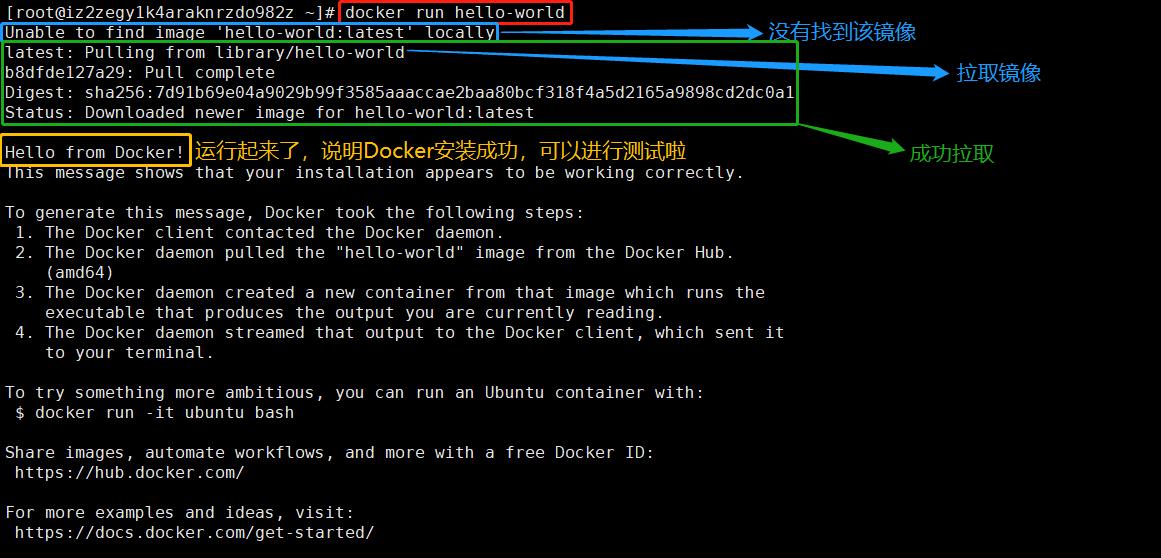 [root@iz2zegylk4araknrzdo982z ~]# docker run hello-world
Unable to find image 'hello-world:latest' locally
没有找到该镜像
latest: Pulling from library/hello-world
拉取镜像
b8dfde127a29: Pull complete
Digest: sha256:7d91b69e04a9029b99f3585aaaccae2baa80bcf318f4a5d2165a9898cd2dc0a1
Status: Downloaded newer image for hello-world:latest
成功拉取
Hello from Docker! 运行起来了，说明Docker安装成功，可以进行测试啦
This message shows that your installation appears to be working correctly.
To generate this message, Docker took the following steps:
1. The Docker client contacted the Docker daemon.
2. The Docker daemon pulled the "hello-world" image from the Docker Hub.
(amd64)
3. The Docker daemon created a new container from that image which runs the
executable that produces the output you are currently reading.
4. The Docker daemon streamed that output to the Docker client, which sent it
to your terminal.
To try something more ambitious, you can run an Ubuntu container with:
$ docker run -it ubuntu bash
Share images, automate workflows, and more with a free Docker ID:
https://hub.docker.com/
For more examples and ideas, visit:
https://docs.docker.com/get-started/